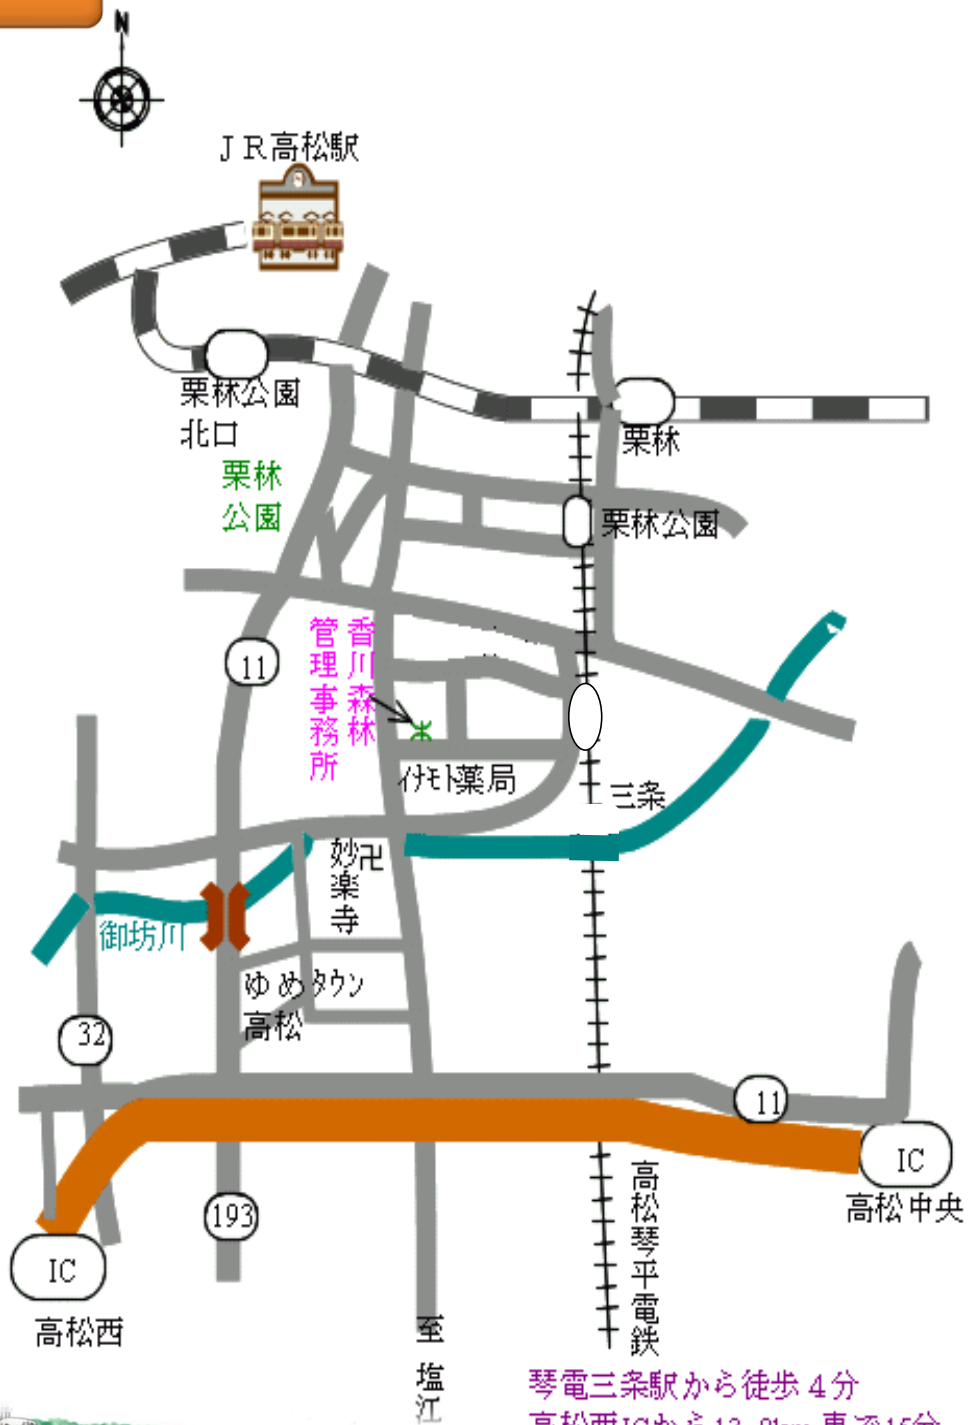 N
ＪＲ高松駅
栗林公園
北口
栗林
栗林
公園
栗林公園
11
香川森林
管理事務所
ｲﾅﾓﾄ薬局
三条
妙楽寺
卍
御坊川
ゆめﾀｳﾝ
高松
32
11
IC
高松中央
193
IC
高松西
高松琴平電鉄
至塩江
琴電三条駅から徒歩４分